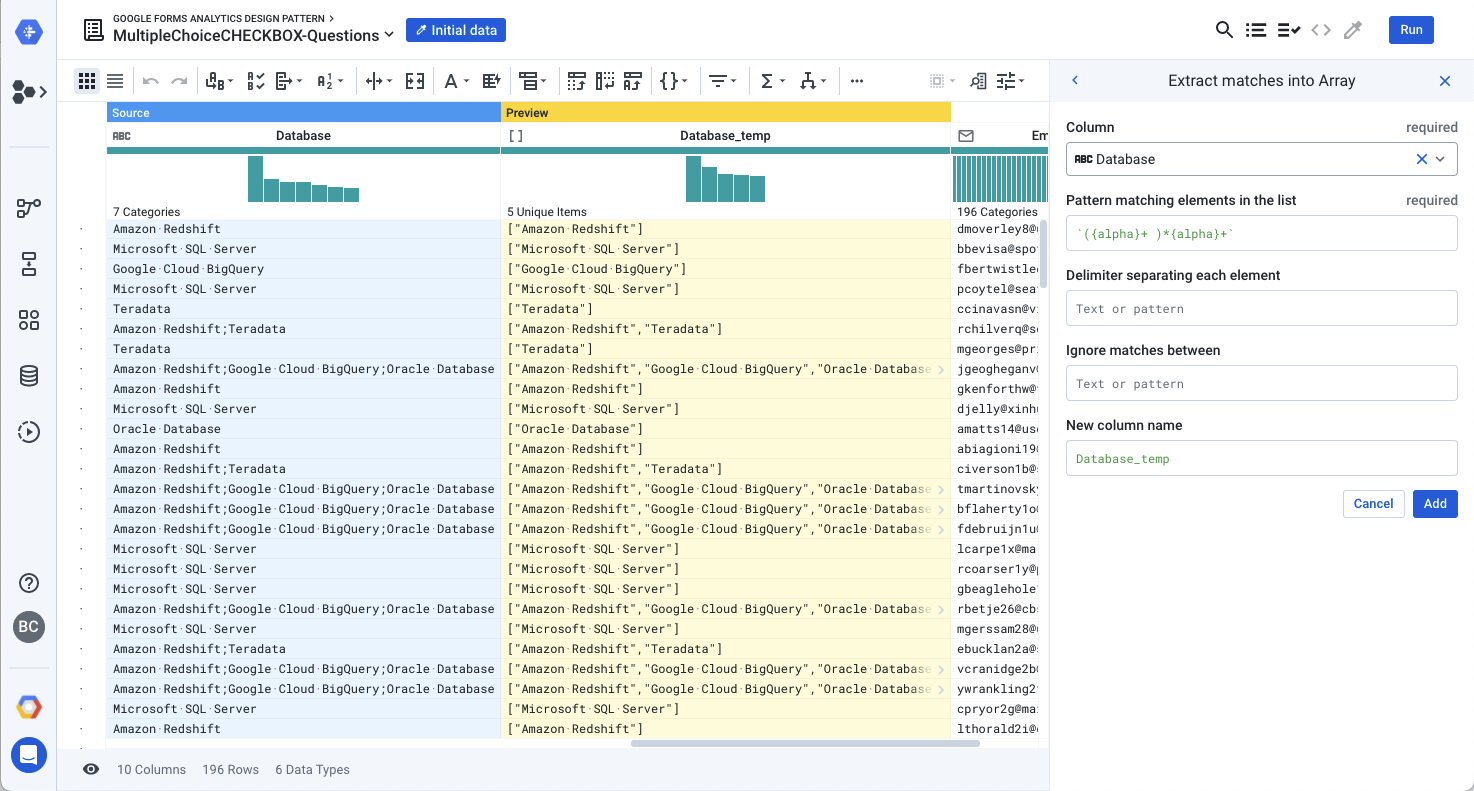 GOOGLE FORMS ANALYTICS DESIGN PATTERN
MultipleChoiceCHECKBOX-Questions
Initial data
Run
Source
Preview
ABC Database
[ ] Database_temp
7 Categories
5 Unique Items
196 Categories
Amazon·Redshift ["Amazon·Redshift"] dmoverley8@
Microsoft·SQL·Server ["Microsoft·SQL·Server"] bbevisa@spo
Google·Cloud·BigQuery ["Google·Cloud·BigQuery"] fbertwistle
Microsoft·SQL·Server ["Microsoft·SQL·Server"] pcoytel@sea
Teradata ["Teradata"] ccinavasn@v
Amazon·Redshift;Teradata ["Amazon·Redshift","Teradata"] rchilverq@s
Teradata ["Teradata"] mgeorges@pr
Amazon·Redshift;Google·Cloud·BigQuery;Oracle·Database ["Amazon·Redshift","Google·Cloud·BigQuery","Oracle·Database jgeogheganv
Amazon·Redshift ["Amazon·Redshift"] gkenforthw@
Microsoft·SQL·Server ["Microsoft·SQL·Server"] djelly@xinh
Oracle·Database ["Oracle·Database"] amatts14@us
Amazon·Redshift ["Amazon·Redshift"] abiagioni19
Amazon·Redshift;Teradata ["Amazon·Redshift","Teradata"] civerson1b@
Amazon·Redshift;Google·Cloud·BigQuery;Oracle·Database ["Amazon·Redshift","Google·Cloud·BigQuery","Oracle·Database tmartinovsk
Amazon·Redshift;Google·Cloud·BigQuery;Oracle·Database ["Amazon·Redshift","Google·Cloud·BigQuery","Oracle·Database bflaherty1o
Amazon·Redshift;Google·Cloud·BigQuery;Oracle·Database ["Amazon·Redshift","Google·Cloud·BigQuery","Oracle·Database fdebruijn1u
Microsoft·SQL·Server ["Microsoft·SQL·Server"] lcarpe1x@ma
Microsoft·SQL·Server ["Microsoft·SQL·Server"] rcoarser1y@
Microsoft·SQL·Server ["Microsoft·SQL·Server"] gbeaglehole
Amazon·Redshift;Google·Cloud·BigQuery;Oracle·Database ["Amazon·Redshift","Google·Cloud·BigQuery","Oracle·Database rbetje26@cb
Microsoft·SQL·Server ["Microsoft·SQL·Server"] mgerssam28@
Amazon·Redshift;Teradata ["Amazon·Redshift","Teradata"] ebucklan2a@
Amazon·Redshift;Google·Cloud·BigQuery;Oracle·Database ["Amazon·Redshift","Google·Cloud·BigQuery","Oracle·Database vcranidge2b
Amazon·Redshift;Google·Cloud·BigQuery;Oracle·Database ["Amazon·Redshift","Google·Cloud·BigQuery","Oracle·Database ywrankling2
Microsoft·SQL·Server ["Microsoft·SQL·Server"] cpryor2g@ma
Amazon·Redshift ["Amazon·Redshift"] lthorald2i@
BC
10 Columns 196 Rows 6 Data Types
Extract matches into Array
Column required
ABC Database
Pattern matching elements in the list required
`({alpha}+ )*{alpha}+`
Delimiter separating each element
Text or pattern
Ignore matches between
Text or pattern
New column name
Database_temp
Cancel
Add